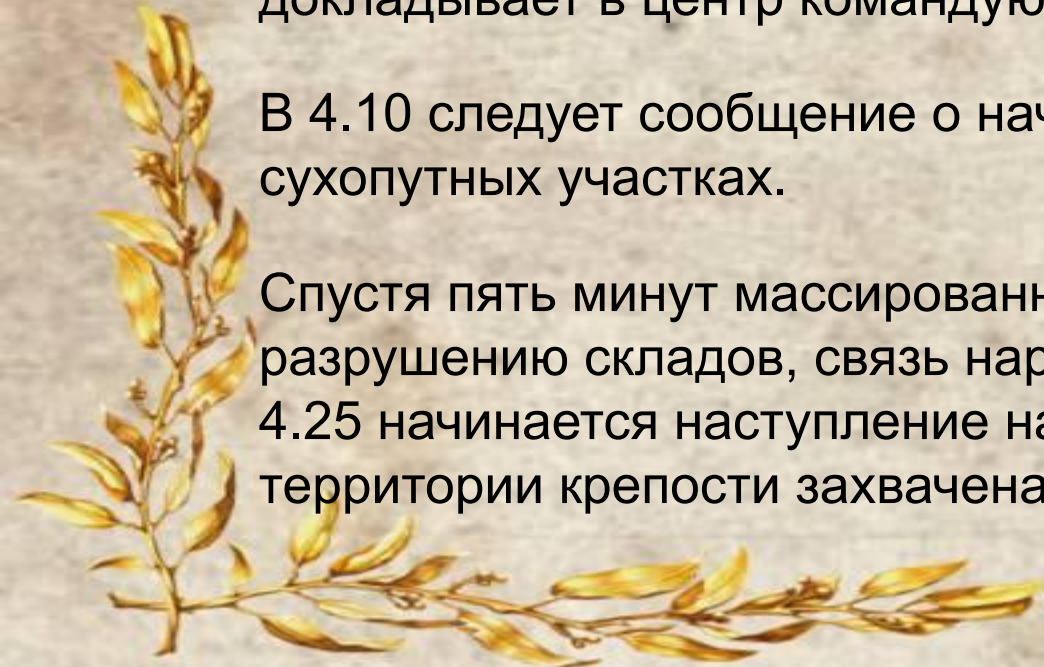 докладывает в центр командую
В 4.10 следует сообщение о нач
сухопутных участках.
Спустя пять минут массированн
разрушению складов, связь нар
4.25 начинается наступление на
территории крепости захвачена